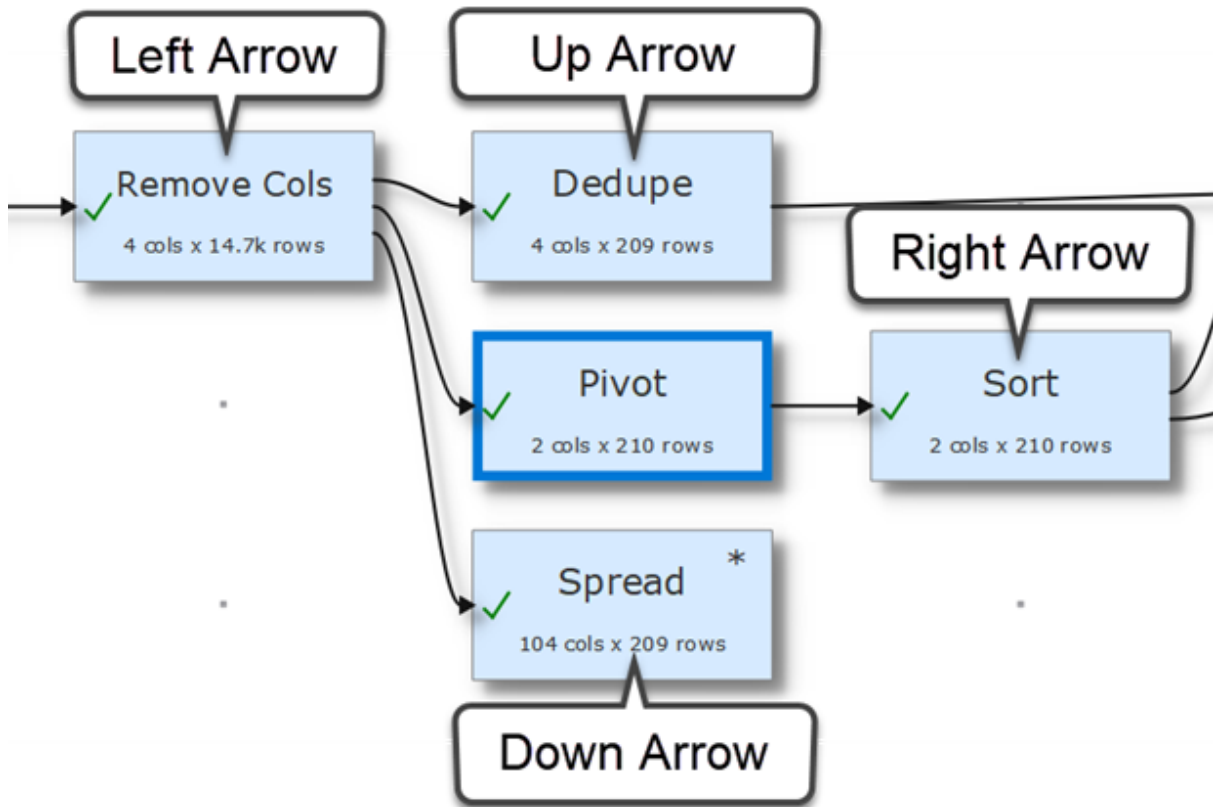 Left Arrow
Up Arrow
Remove Cols
4 cols x 14.7k rows
Dedupe
4 cols x 209 rows
Right Arrow
Pivot
2 cols x 210 rows
Sort
2 cols x 210 rows
Spread *
104 cols x 209 rows
Down Arrow